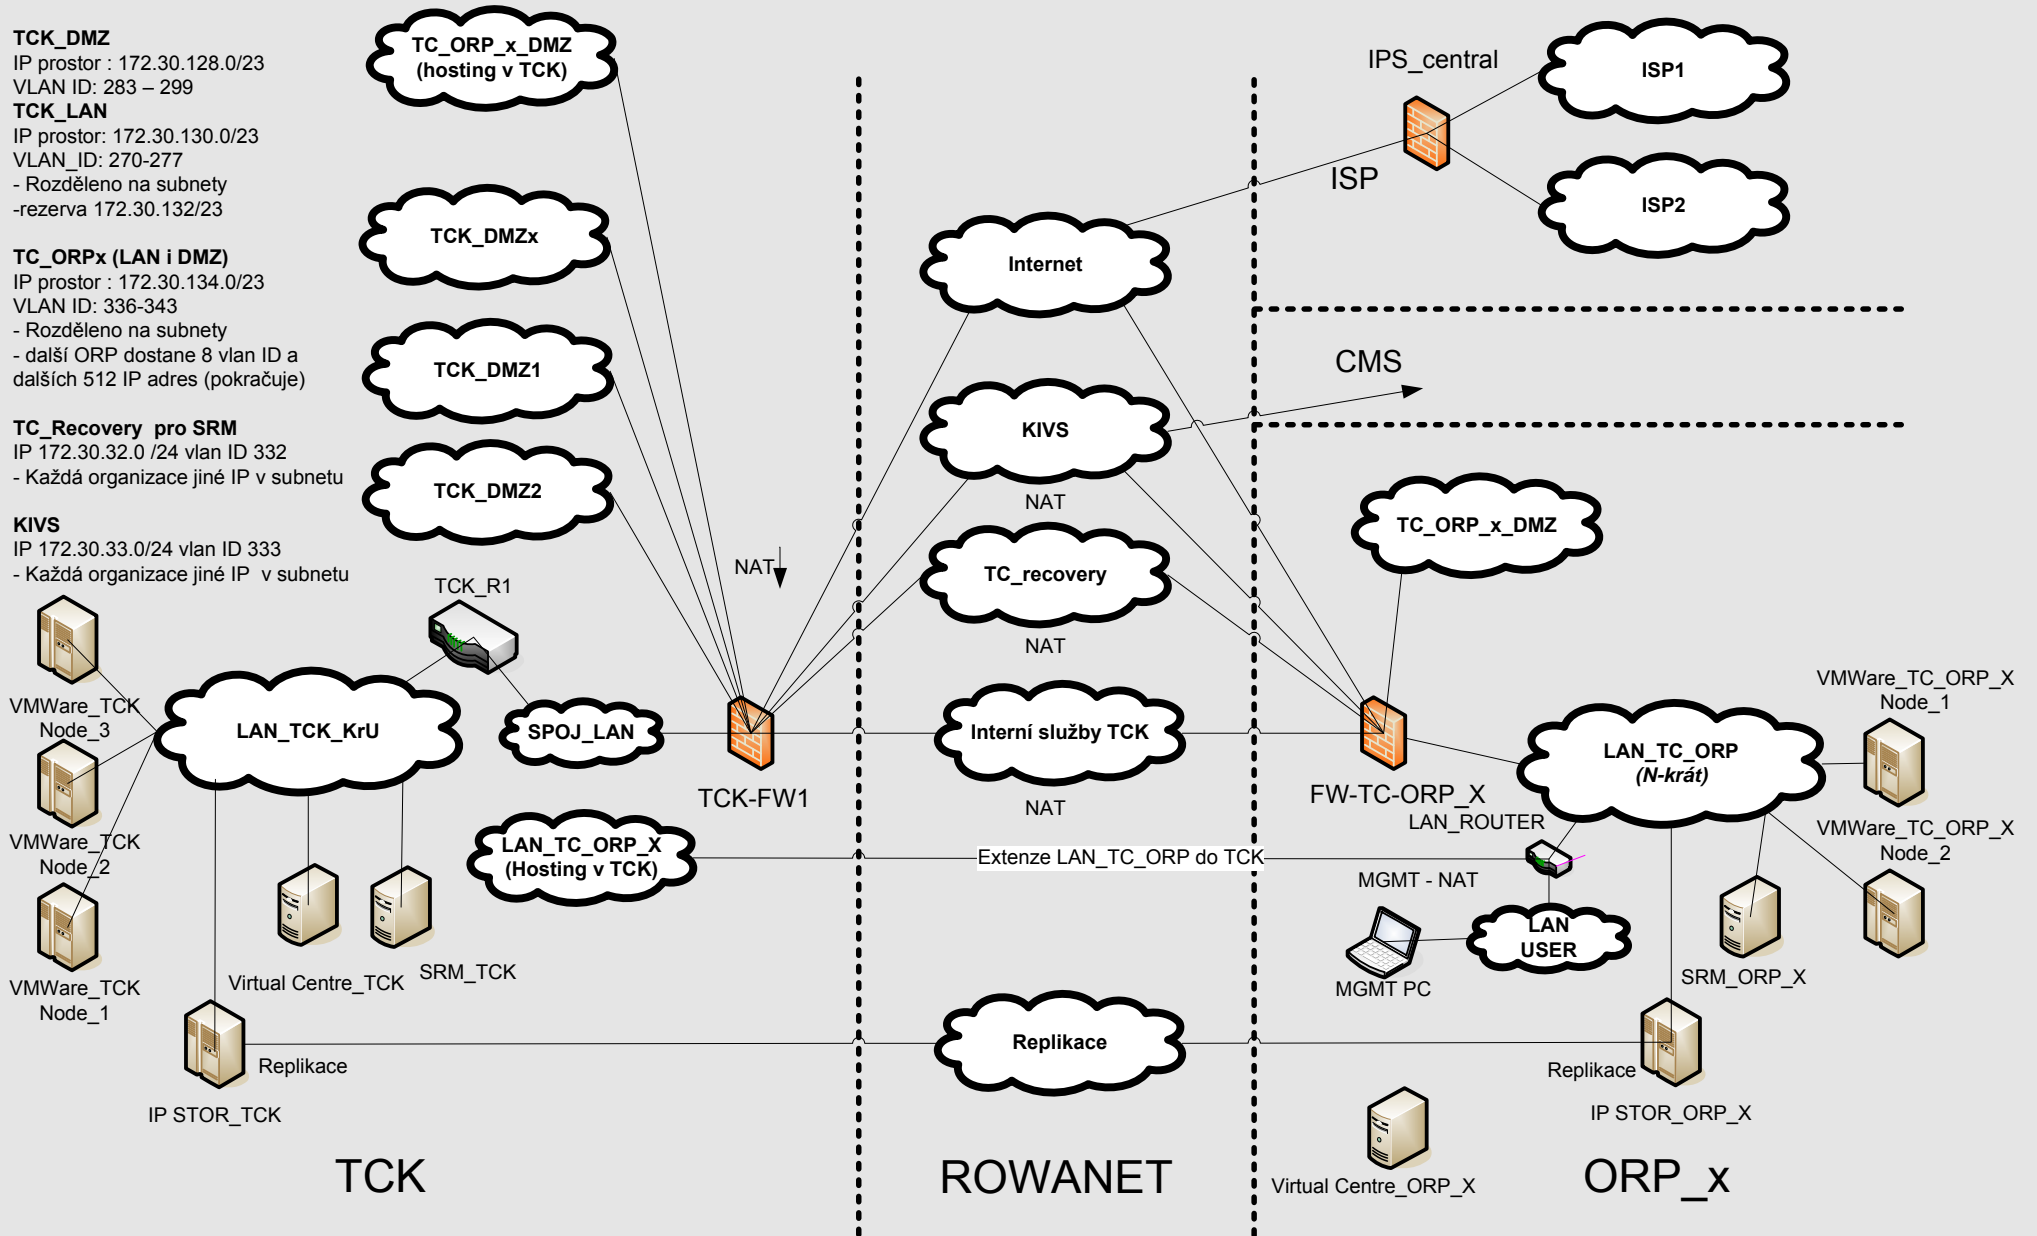 TCK_DMZ
IP prostor : 172.30.128.0/23
VLAN ID: 283 – 299
TCK_LAN
IP prostor: 172.30.130.0/23
VLAN_ID: 270-277
- Rozděleno na subnety
-rezerva 172.30.132/23
TC_ORPx (LAN i DMZ)
IP prostor : 172.30.134.0/23
VLAN ID: 336-343
- Rozděleno na subnety
- další ORP dostane 8 vlan ID a
dalších 512 IP adres (pokračuje)
TC_Recovery  pro SRM
IP 172.30.32.0 /24 vlan ID 332
- Každá organizace jiné IP v subnetu
KIVS
IP 172.30.33.0/24 vlan ID 333
- Každá organizace jiné IP  v subnetu
TC_ORP_x_DMZ
(hosting v TCK)
TCK_DMZx
TCK_DMZ1
TCK_DMZ2
NAT
TCK_R1
VMWare_TCK
Node_3
VMWare_TCK
Node_2
VMWare_TCK
Node_1
LAN_TCK_KrU
SPOJ_LAN
TCK-FW1
LAN_TC_ORP_X
(Hosting v TCK)
Virtual Centre_TCK
SRM_TCK
Replikace
IP STOR_TCK
TCK
Internet
KIVS
NAT
TC_recovery
NAT
Interní služby TCK
NAT
Extenze LAN_TC_ORP do TCK
Replikace
ROWANET
IPS_central
ISP
ISP1
ISP2
CMS
TC_ORP_x_DMZ
FW-TC-ORP_X
LAN_ROUTER
LAN_TC_ORP
(N-krát)
VMWare_TC_ORP_X
Node_1
VMWare_TC_ORP_X
Node_2
MGMT - NAT
LAN
USER
MGMT PC
SRM_ORP_X
Replikace
IP STOR_ORP_X
Virtual Centre_ORP_X
ORP_x